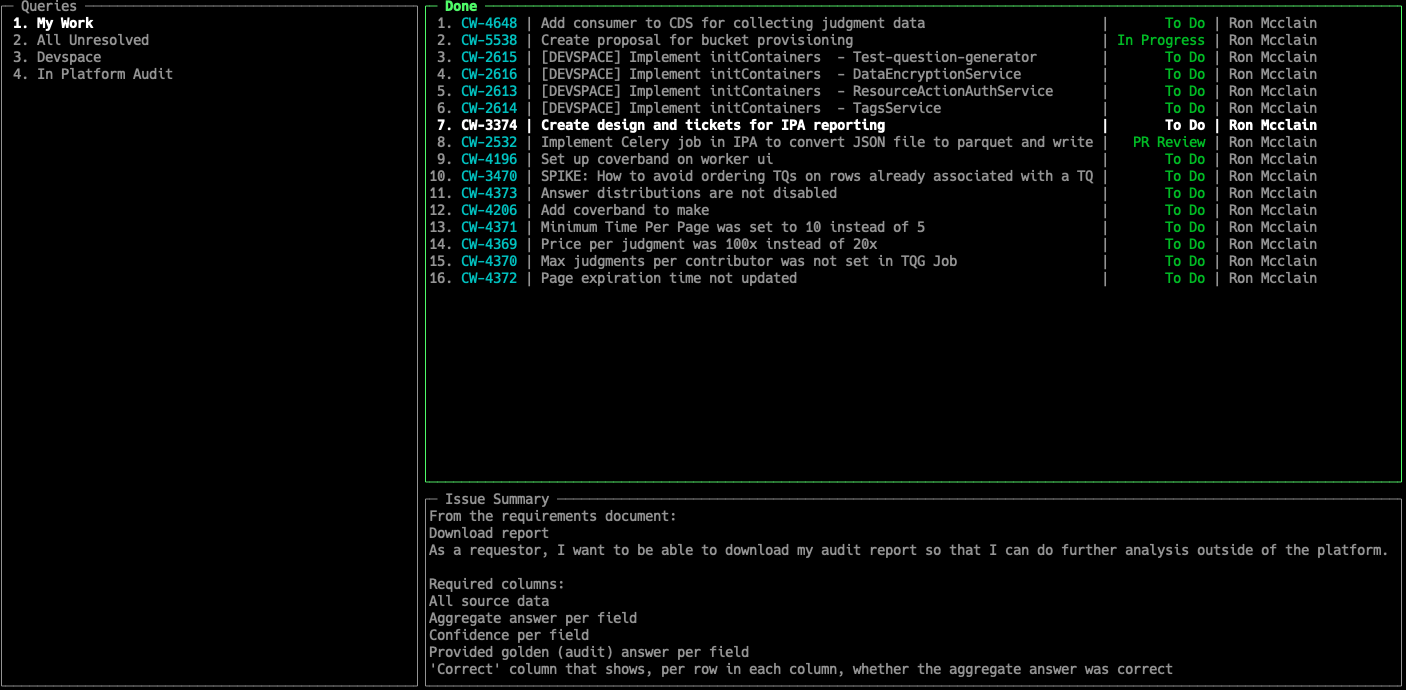 Queries
1. My Work
2. All Unresolved
3. Devspace
4. In Platform Audit
Done
1. CW-4648 | Add consumer to CDS for collecting judgment data | To Do | Ron Mcclain
2. CW-5538 | Create proposal for bucket provisioning | In Progress | Ron Mcclain
3. CW-2615 | [DEVSPACE] Implement initContainers  - Test-question-generator | To Do | Ron Mcclain
4. CW-2616 | [DEVSPACE] Implement initContainers  - DataEncryptionService | To Do | Ron Mcclain
5. CW-2613 | [DEVSPACE] Implement initContainers  - ResourceActionAuthService | To Do | Ron Mcclain
6. CW-2614 | [DEVSPACE] Implement initContainers  - TagsService | To Do | Ron Mcclain
7. CW-3374 | Create design and tickets for IPA reporting | To Do | Ron Mcclain
8. CW-2532 | Implement Celery job in IPA to convert JSON file to parquet and write | PR Review | Ron Mcclain
9. CW-4196 | Set up coverband on worker ui | To Do | Ron Mcclain
10. CW-3470 | SPIKE: How to avoid ordering TQs on rows already associated with a TQ | To Do | Ron Mcclain
11. CW-4373 | Answer distributions are not disabled | To Do | Ron Mcclain
12. CW-4206 | Add coverband to make | To Do | Ron Mcclain
13. CW-4371 | Minimum Time Per Page was set to 10 instead of 5 | To Do | Ron Mcclain
14. CW-4369 | Price per judgment was 100x instead of 20x | To Do | Ron Mcclain
15. CW-4370 | Max judgments per contributor was not set in TQG Job | To Do | Ron Mcclain
16. CW-4372 | Page expiration time not updated | To Do | Ron Mcclain
Issue Summary
From the requirements document:
Download report
As a requestor, I want to be able to download my audit report so that I can do further analysis outside of the platform.
Required columns:
All source data
Aggregate answer per field
Confidence per field
Provided golden (audit) answer per field
'Correct' column that shows, per row in each column, whether the aggregate answer was correct